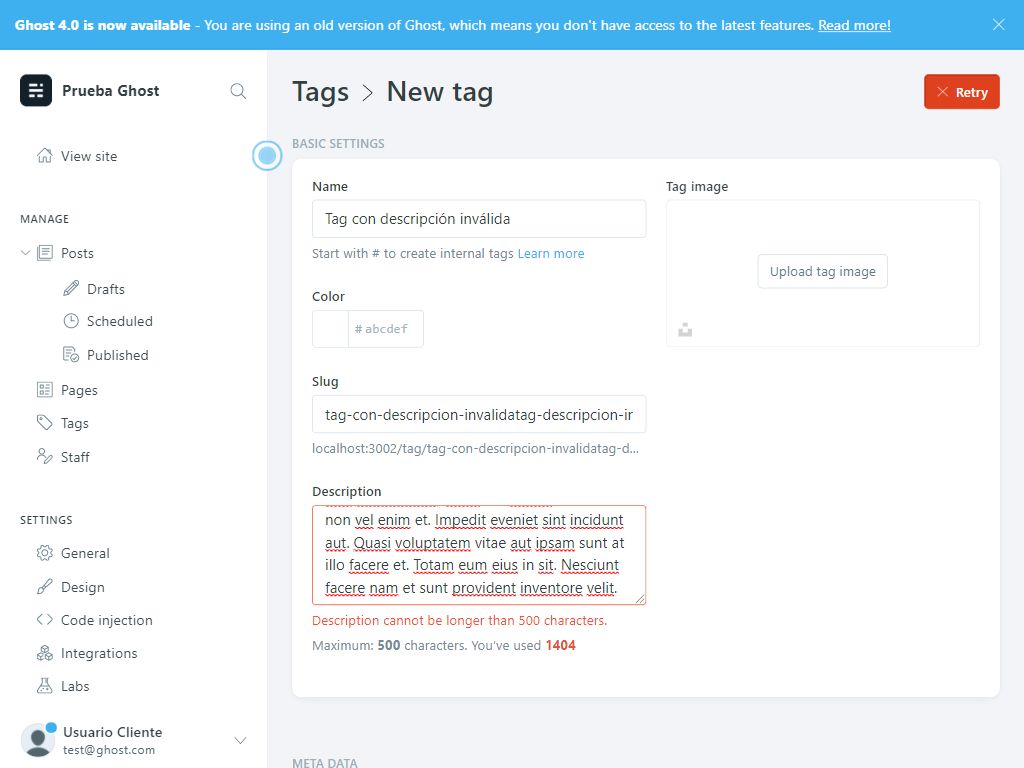 Ghost 4.0 is now available - You are using an old version of Ghost, which means you don't have access to the latest features. Read more!
Prueba Ghost
View site
MANAGE
Posts
Drafts
Scheduled
Published
Pages
Tags
Staff
SETTINGS
General
Design
Code injection
Integrations
Labs
Usuario Cliente
test@ghost.com
Tags > New tag
Retry
BASIC SETTINGS
Name
Tag con descripción inválida
Start with # to create internal tags Learn more
Color
# abcdef
Slug
tag-con-descripcion-invalidatag-descripcion-ir
localhost:3002/tag/tag-con-descripcion-invalidatag-d...
Description
non vel enim et. Impedit eveniet sint incidunt
aut. Quasi voluptatem vitae aut ipsam sunt at
illo facere et. Totam eum eius in sit. Nesciunt
facere nam et sunt provident inventore velit.
Description cannot be longer than 500 characters.
Maximum: 500 characters. You've used 1404
Tag image
Upload tag image
META DATA